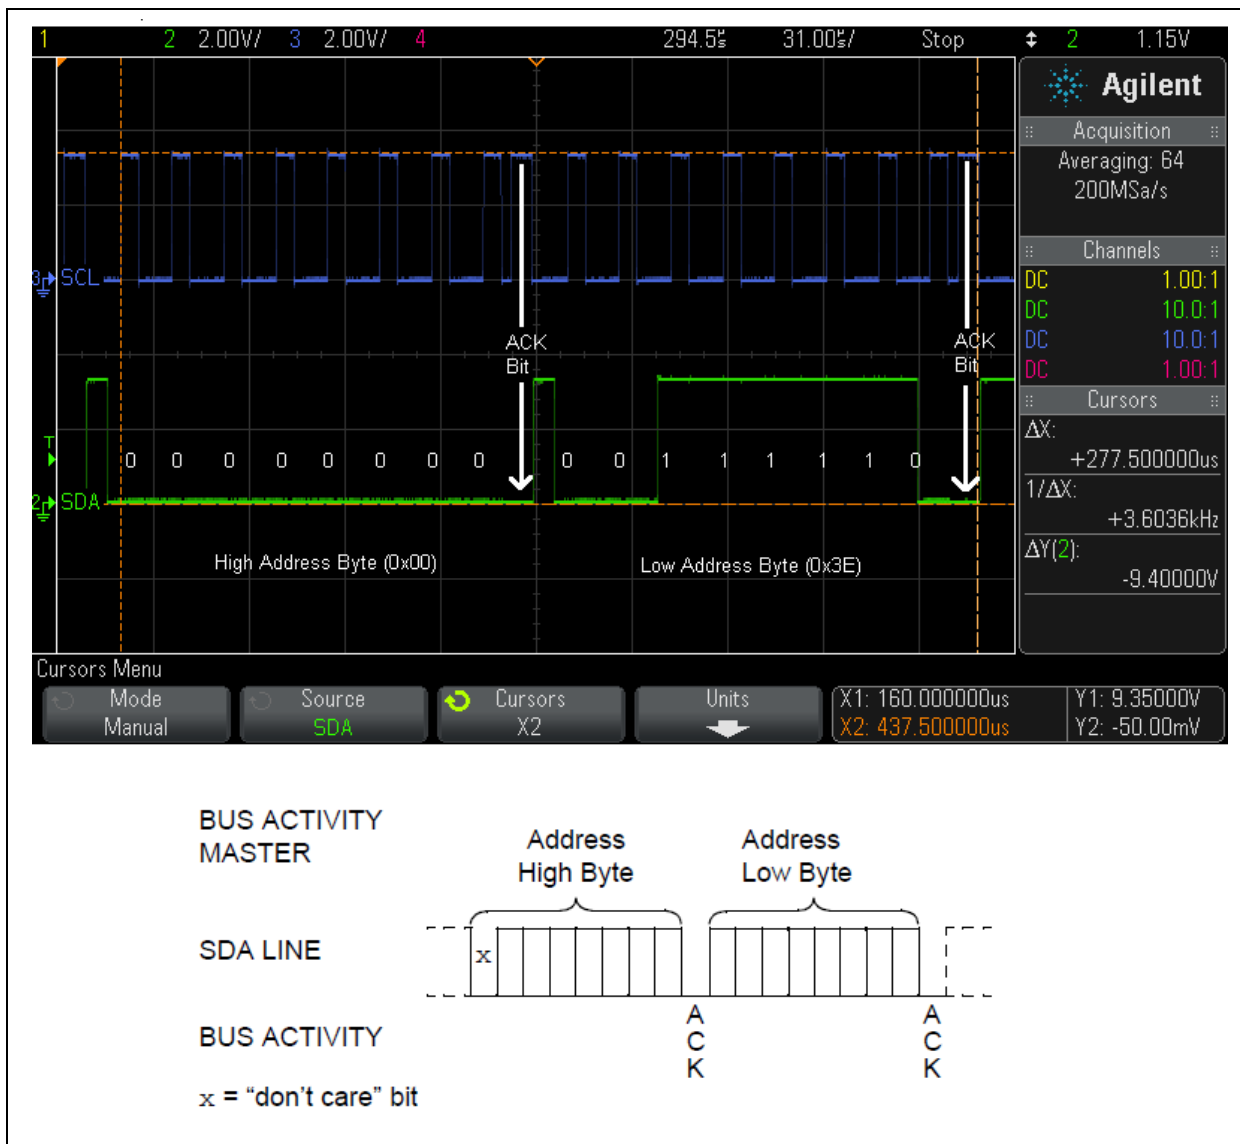 1 2 2.00V/ 3 2.00V/ 4 294.5s 31.00s/ Stop 2 1.15V
Agilent
Acquisition
Averaging: 64
200MSa/s
Channels
DC 1.00:1
DC 10.0:1
DC 10.0:1
DC 1.00:1
Cursors
ΔX:
+277.500000us
1/ΔX:
+3.6036kHz
ΔY(2):
-9.40000V
3 SCL
ACK
Bit
ACK
Bit
T
0 0 0 0 0 0 0 0 0 0 1 1 1 1 1 0
2 SDA
High Address Byte (0x00) Low Address Byte (0x3E)
Cursors Menu
Mode
Manual
Source
SDA
Cursors
X2
Units
X1: 160.000000us
X2: 437.500000us
Y1: 9.35000V
Y2: -50.00mV
BUS ACTIVITY
MASTER
Address
High Byte
Address
Low Byte
SDA LINE
x
A
C
K
A
C
K
BUS ACTIVITY
x = “don’t care” bit